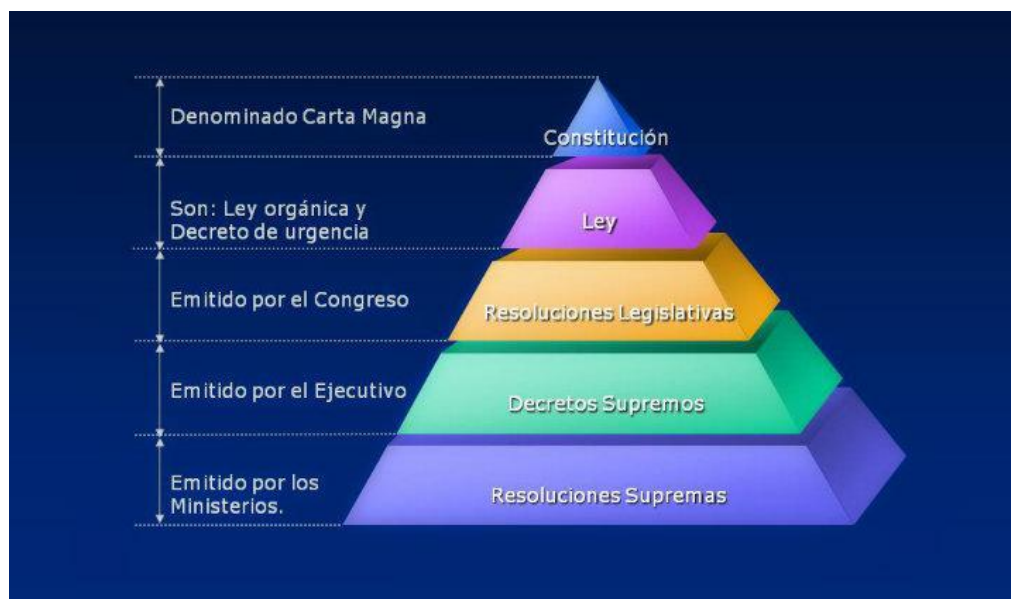 Denominado Carta Magna
Constitución
Son: Ley orgánica y
Decreto de urgencia
Ley
Emitido por el Congreso
Resoluciones Legislativas
Emitido por el Ejecutivo
Decretos Supremos
Emitido por los
Ministerios.
Resoluciones Supremas